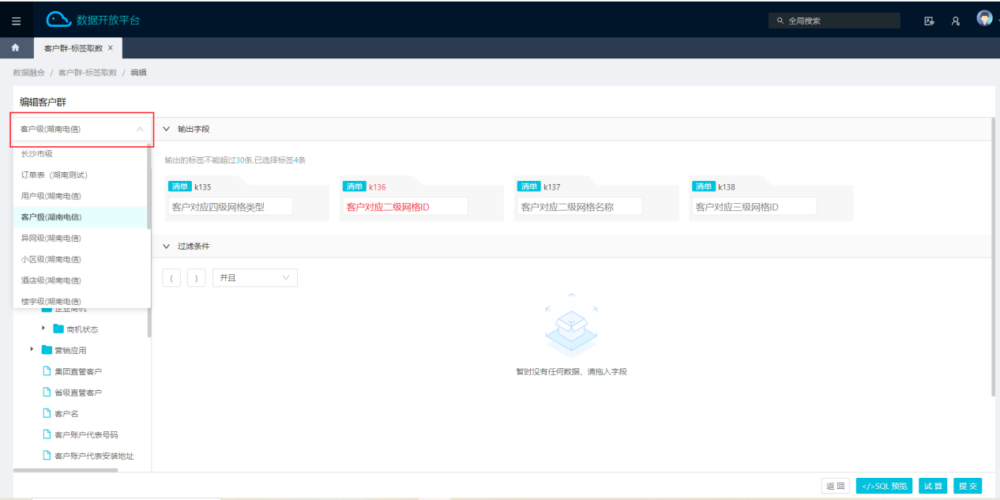 数据开放平台
全局搜索
客户群-标签取数 X
数据融合 / 客户群-标签取数 / 编辑
编辑客户群
客户级(湖南电信)
长沙市级
订单表（湖南测试）
用户级(湖南电信)
客户级(湖南电信)
异网级(湖南电信)
小区级(湖南电信)
酒店级(湖南电信)
楼宇级(湖南电信)
企业商机
商机状态
营销应用
集团直管客户
省级直管客户
客户名
客户账户代表号码
客户账户代表安装地址
输出字段
输出的标签不能超过30条,已选择标签4条
清单 k135
客户对应四级网格类型
清单 k136
客户对应二级网格ID
清单 k137
客户对应二级网格名称
清单 k138
客户对应三级网格ID
过滤条件
( ) 并且
暂时没有任何数据，请拖入字段
返回 </>SQL 预览 试算 提交